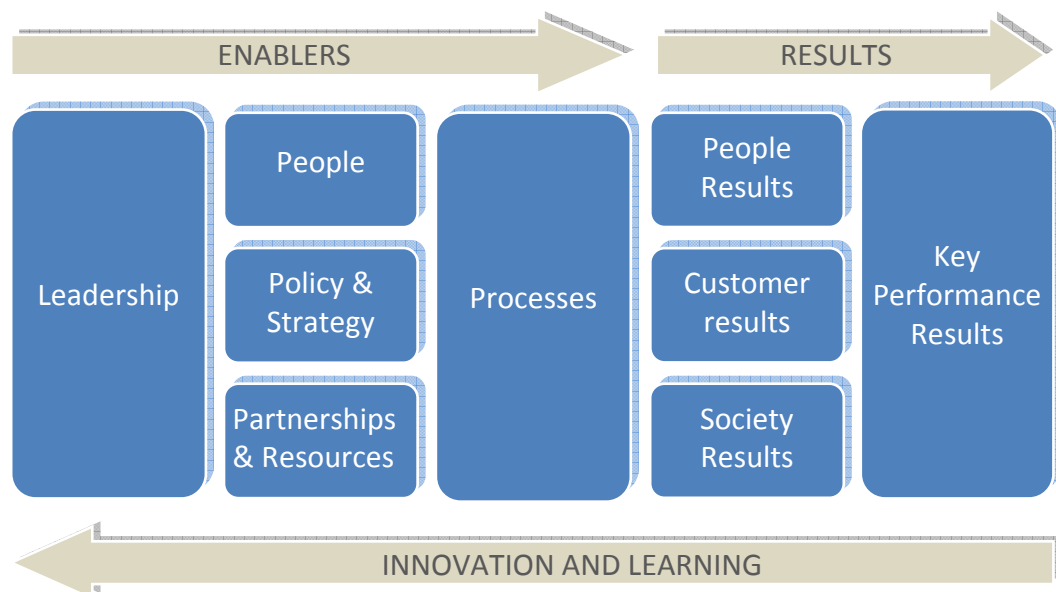 ENABLERS
RESULTS
Leadership
People
Policy &
Strategy
Partnerships
& Resources
Processes
People
Results
Customer
results
Society
Results
Key
Performance
Results
INNOVATION AND LEARNING